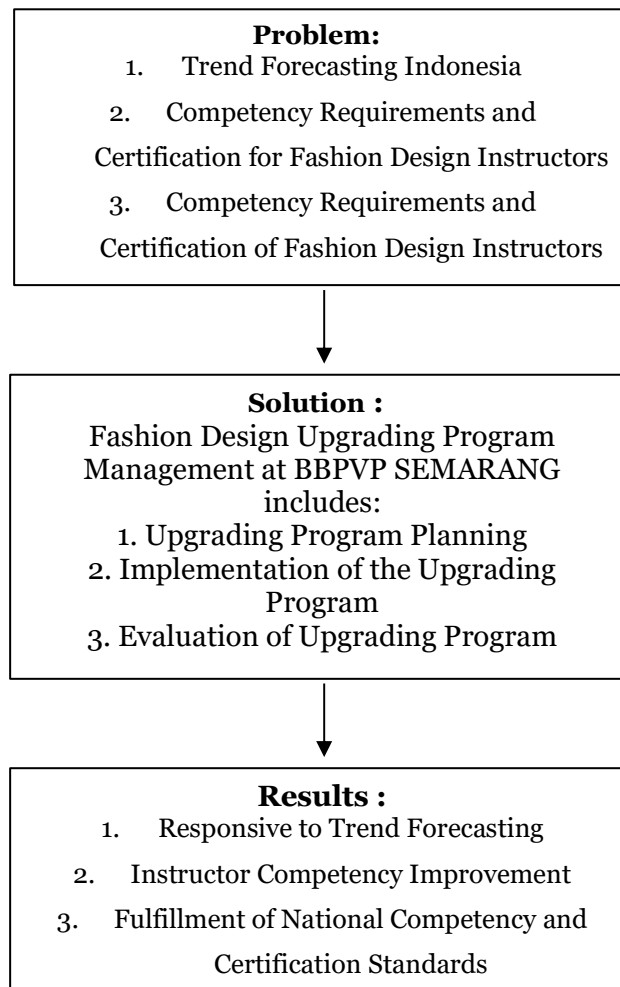 Problem:
1. Trend Forecasting Indonesia
2. Competency Requirements and
Certification for Fashion Design Instructors
3. Competency Requirements and
Certification of Fashion Design Instructors
Solution :
Fashion Design Upgrading Program
Management at BBPVP SEMARANG
includes:
1. Upgrading Program Planning
2. Implementation of the Upgrading
Program
3. Evaluation of Upgrading Program
Results :
1. Responsive to Trend Forecasting
2. Instructor Competency Improvement
3. Fulfillment of National Competency and
Certification Standards